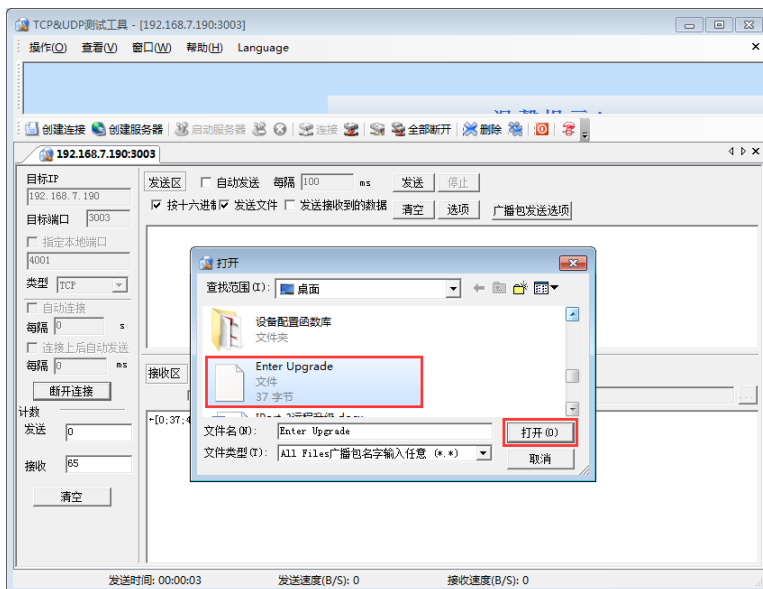 TCP&UDP测试工具 - [192.168.7.190:3003]
操作(O) 查看(V) 窗口(W) 帮助(H) Language
创建连接 创建服务器 启动服务器 连接 全部断开 删除
192.168.7.190:3003
目标IP
192.168.7.190
目标端口 3003
指定本地端口
4001
类型 TCP
自动连接
每隔 0 s
连接上后自动发送
每隔 0 ms
断开连接
计数
发送 0
接收 65
清空
发送区 自动发送 每隔 100 ms 发送 停止
按十六进制 发送文件 发送接收到的数据 清空 选项 广播包发送选项
打开
查找范围(I): 桌面
设备配置函数库
文件夹
Enter Upgrade
文件
37 字节
文件名(N): Enter Upgrade 打开(O)
文件类型(T): All Files广播包名字输入任意 (*.*) 取消
接收区
←[0;37;4
发送时间: 00:00:03 发送速度(B/S): 0 接收速度(B/S): 0